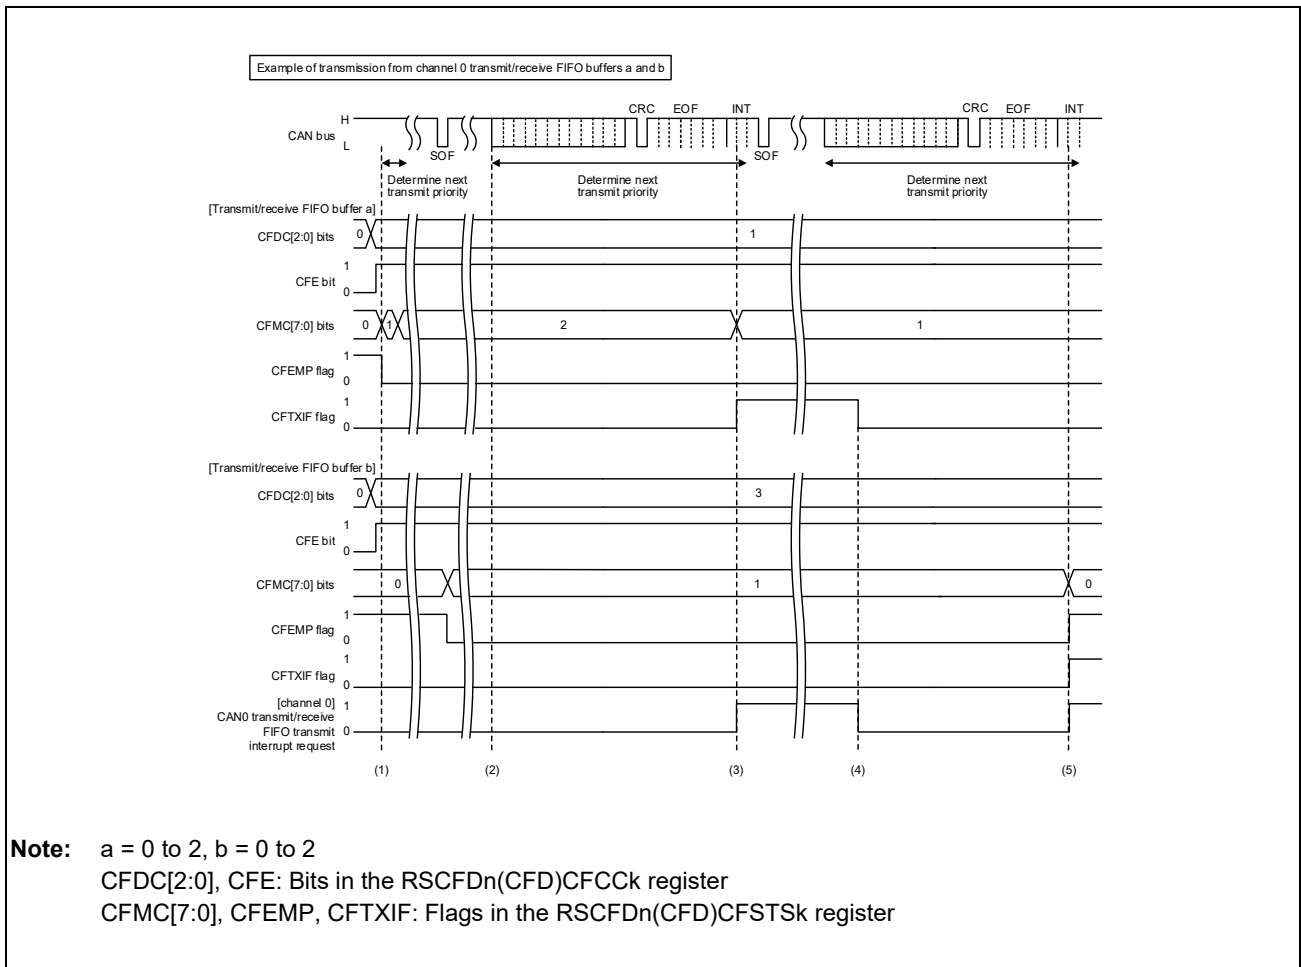 Example of transmission from channel 0 transmit/receive FIFO buffers a and b
CRC EOF INT CRC EOF INT
H
CAN bus
L
SOF SOF
Determine next Determine next Determine next
transmit priority transmit priority transmit priority
[Transmit/receive FIFO buffer a]
CFDC[2:0] bits 0 1
1
CFE bit
0
CFMC[7:0] bits 0 1 2 1
1
CFEMP flag
0
1
CFTXIF flag
0
[Transmit/receive FIFO buffer b]
CFDC[2:0] bits 0 3
1
CFE bit
0
CFMC[7:0] bits 0 1 0
1
CFEMP flag
0
1
CFTXIF flag
0
[channel 0] 1
CAN0 transmit/receive
FIFO transmit 0
interrupt request
(1) (2) (3) (4) (5)
Note: a = 0 to 2, b = 0 to 2
CFDC[2:0], CFE: Bits in the RSCFDn(CFD)CFCCk register
CFMC[7:0], CFEMP, CFTXIF: Flags in the RSCFDn(CFD)CFSTSk register